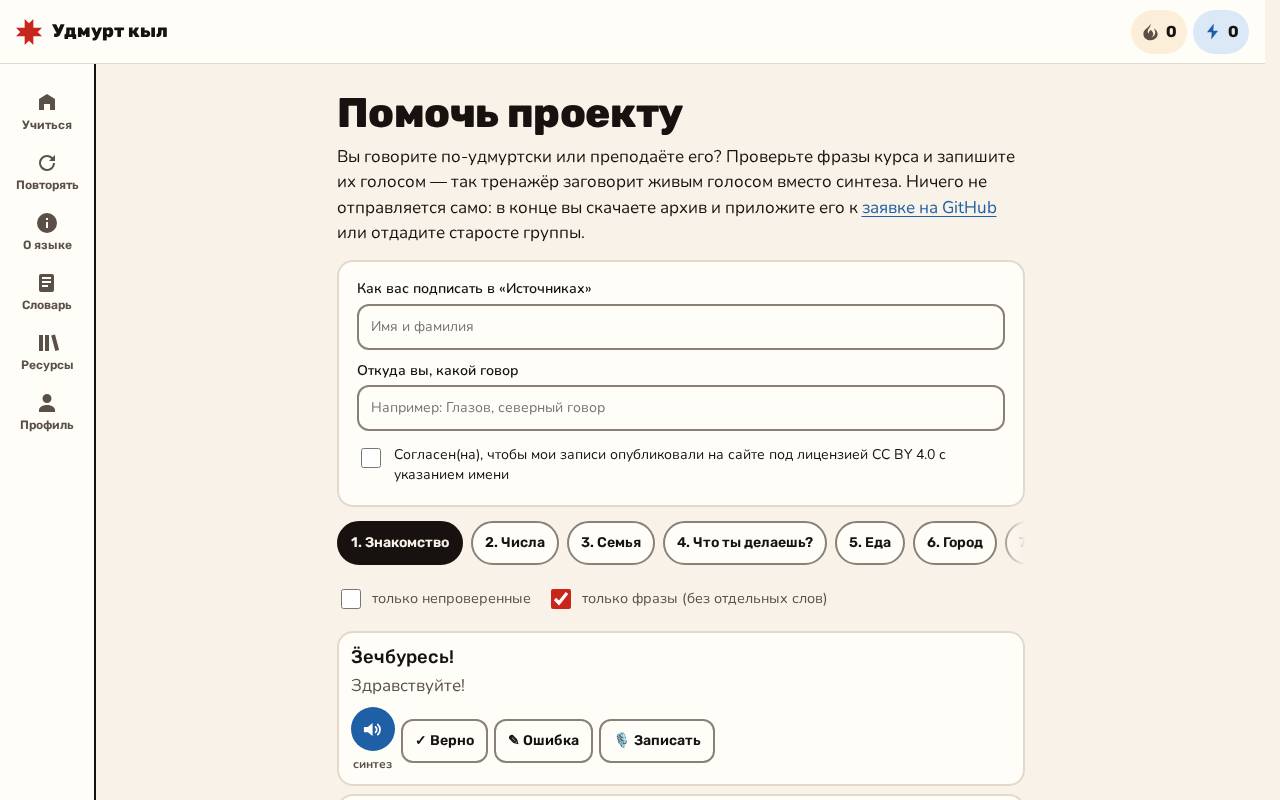 Удмурт кыл
0
0
Учиться
Повторять
О языке
Словарь
Ресурсы
Профиль
Помочь проекту
Вы говорите по-удмуртски или преподаёте его? Проверьте фразы курса и запишите
их голосом — так тренажёр заговорит живым голосом вместо синтеза. Ничего не
отправляется само: в конце вы скачаете архив и приложите его к заявке на GitHub
или отдадите старосте группы.
Как вас подписать в «Источниках»
Имя и фамилия
Откуда вы, какой говор
Например: Глазов, северный говор
Согласен(на), чтобы мои записи опубликовали на сайте под лицензией CC BY 4.0 с
указанием имени
1. Знакомство
2. Числа
3. Семья
4. Что ты делаешь?
5. Еда
6. Город
только непроверенные
только фразы (без отдельных слов)
Ӟечбуресь!
Здравствуйте!
синтез
✓ Верно
✎ Ошибка
🎙️ Записать